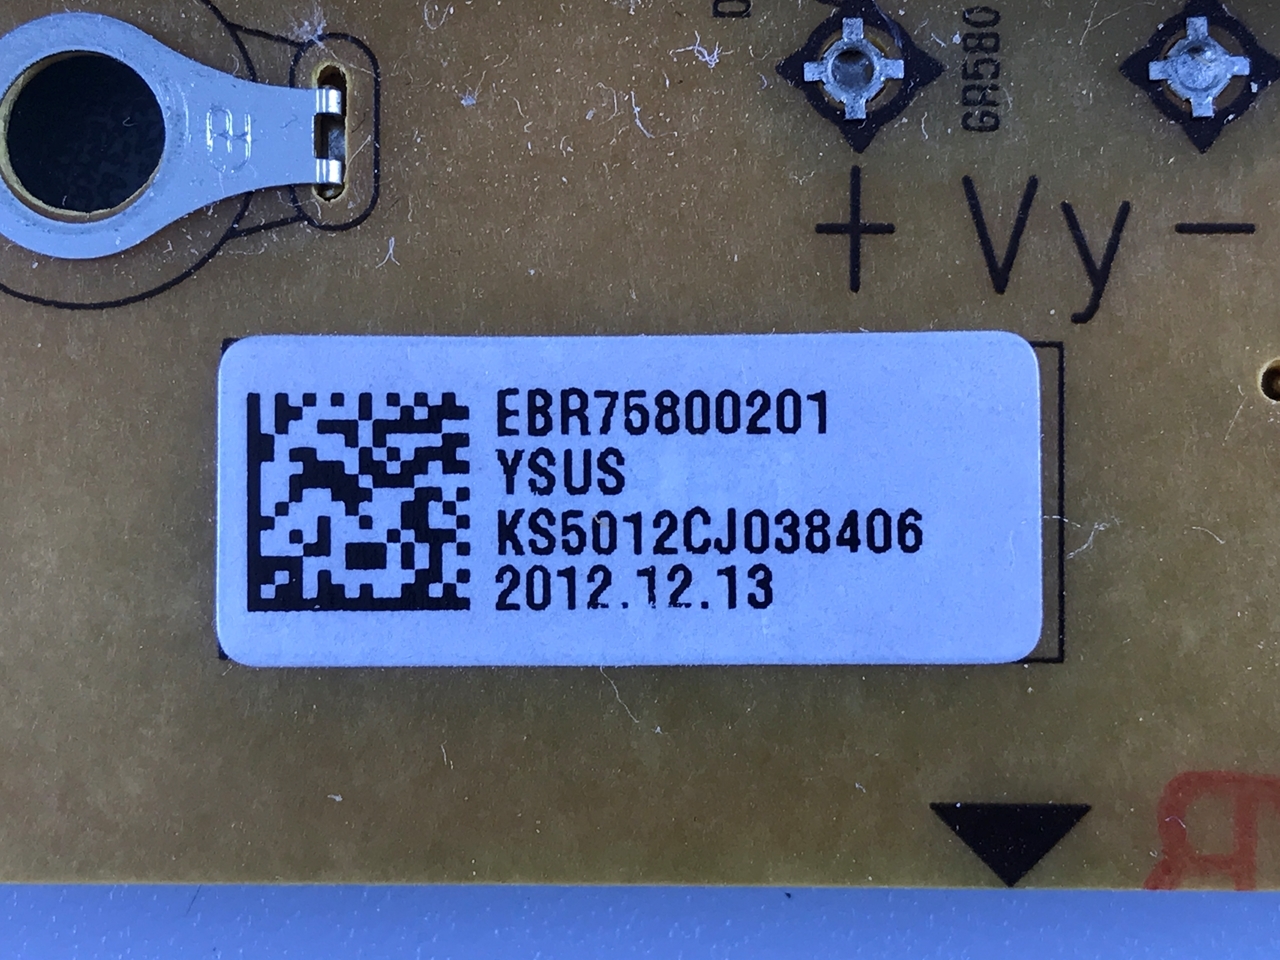 GR580
+ Vy -
EBR75800201
YSUS
KS5012CJ038406
2012.12.13